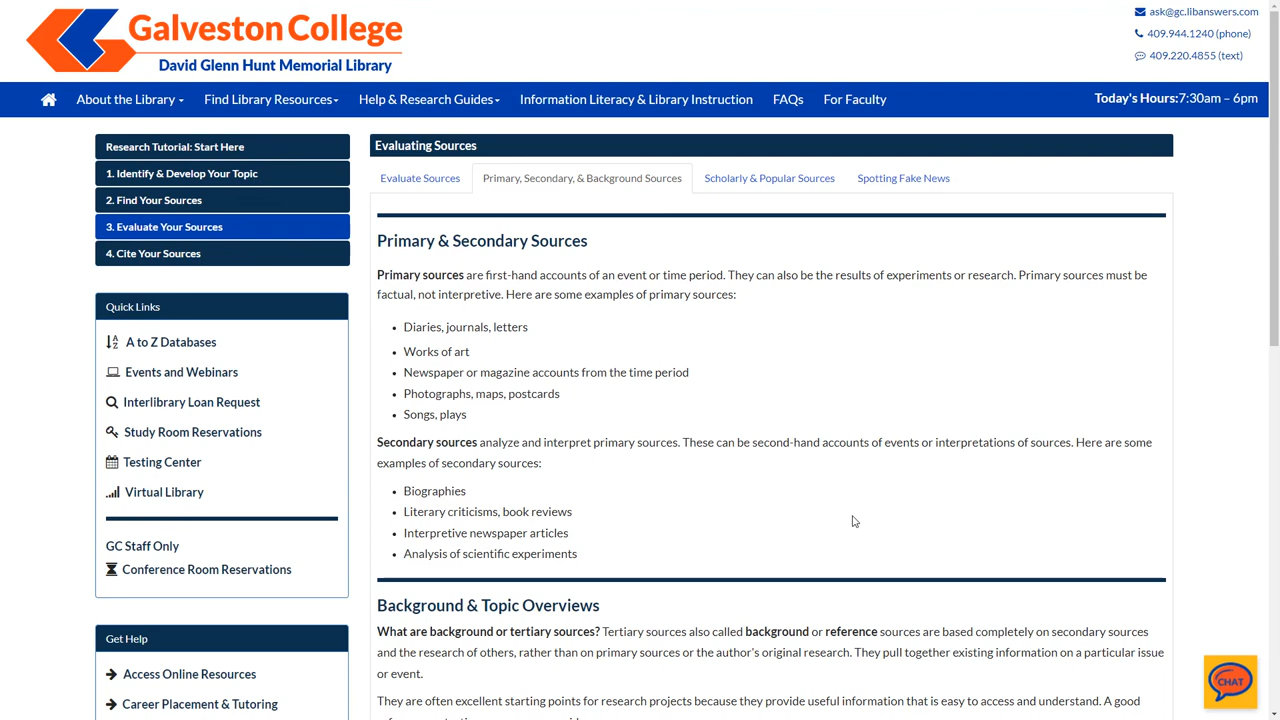 Galveston College
David Glenn Hunt Memorial Library
ask@gc.libanswers.com
409.944.1240 (phone)
409.220.4855 (text)
About the Library
Find Library Resources
Help & Research Guides
Information Literacy & Library Instruction
FAQs
For Faculty
Today's Hours:7:30am – 6pm
Research Tutorial: Start Here
1. Identify & Develop Your Topic
2. Find Your Sources
3. Evaluate Your Sources
4. Cite Your Sources
Quick Links
A to Z Databases
Events and Webinars
Interlibrary Loan Request
Study Room Reservations
Testing Center
Virtual Library
GC Staff Only
Conference Room Reservations
Get Help
Access Online Resources
Career Placement & Tutoring
Evaluating Sources
Evaluate Sources
Primary, Secondary, & Background Sources
Scholarly & Popular Sources
Spotting Fake News
Primary & Secondary Sources
Primary sources are first-hand accounts of an event or time period. They can also be the results of experiments or research. Primary sources must be
factual, not interpretive. Here are some examples of primary sources:
• Diaries, journals, letters
• Works of art
• Newspaper or magazine accounts from the time period
• Photographs, maps, postcards
• Songs, plays
Secondary sources analyze and interpret primary sources. These can be second-hand accounts of events or interpretations of sources. Here are some
examples of secondary sources:
• Biographies
• Literary criticisms, book reviews
• Interpretive newspaper articles
• Analysis of scientific experiments
Background & Topic Overviews
What are background or tertiary sources? Tertiary sources also called background or reference sources are based completely on secondary sources
and the research of others, rather than on primary sources or the author's original research. They pull together existing information on a particular issue
or event.
They are often excellent starting points for research projects because they provide useful information that is easy to access and understand. A good
CHAT